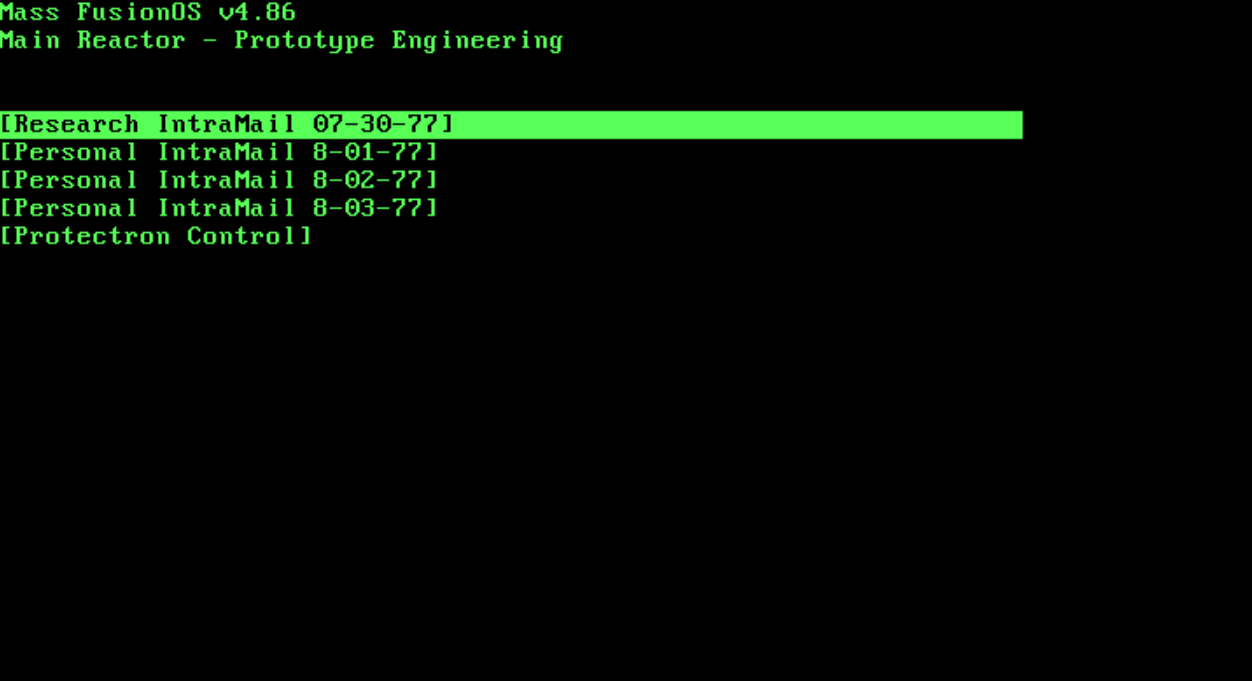 Mass FusionOS v4.86
Main Reactor - Prototype Engineering
[Research IntraMail 07-30-77]
[Personal IntraMail 8-01-77]
[Personal IntraMail 8-02-77]
[Personal IntraMail 8-03-77]
[Protectron Control]